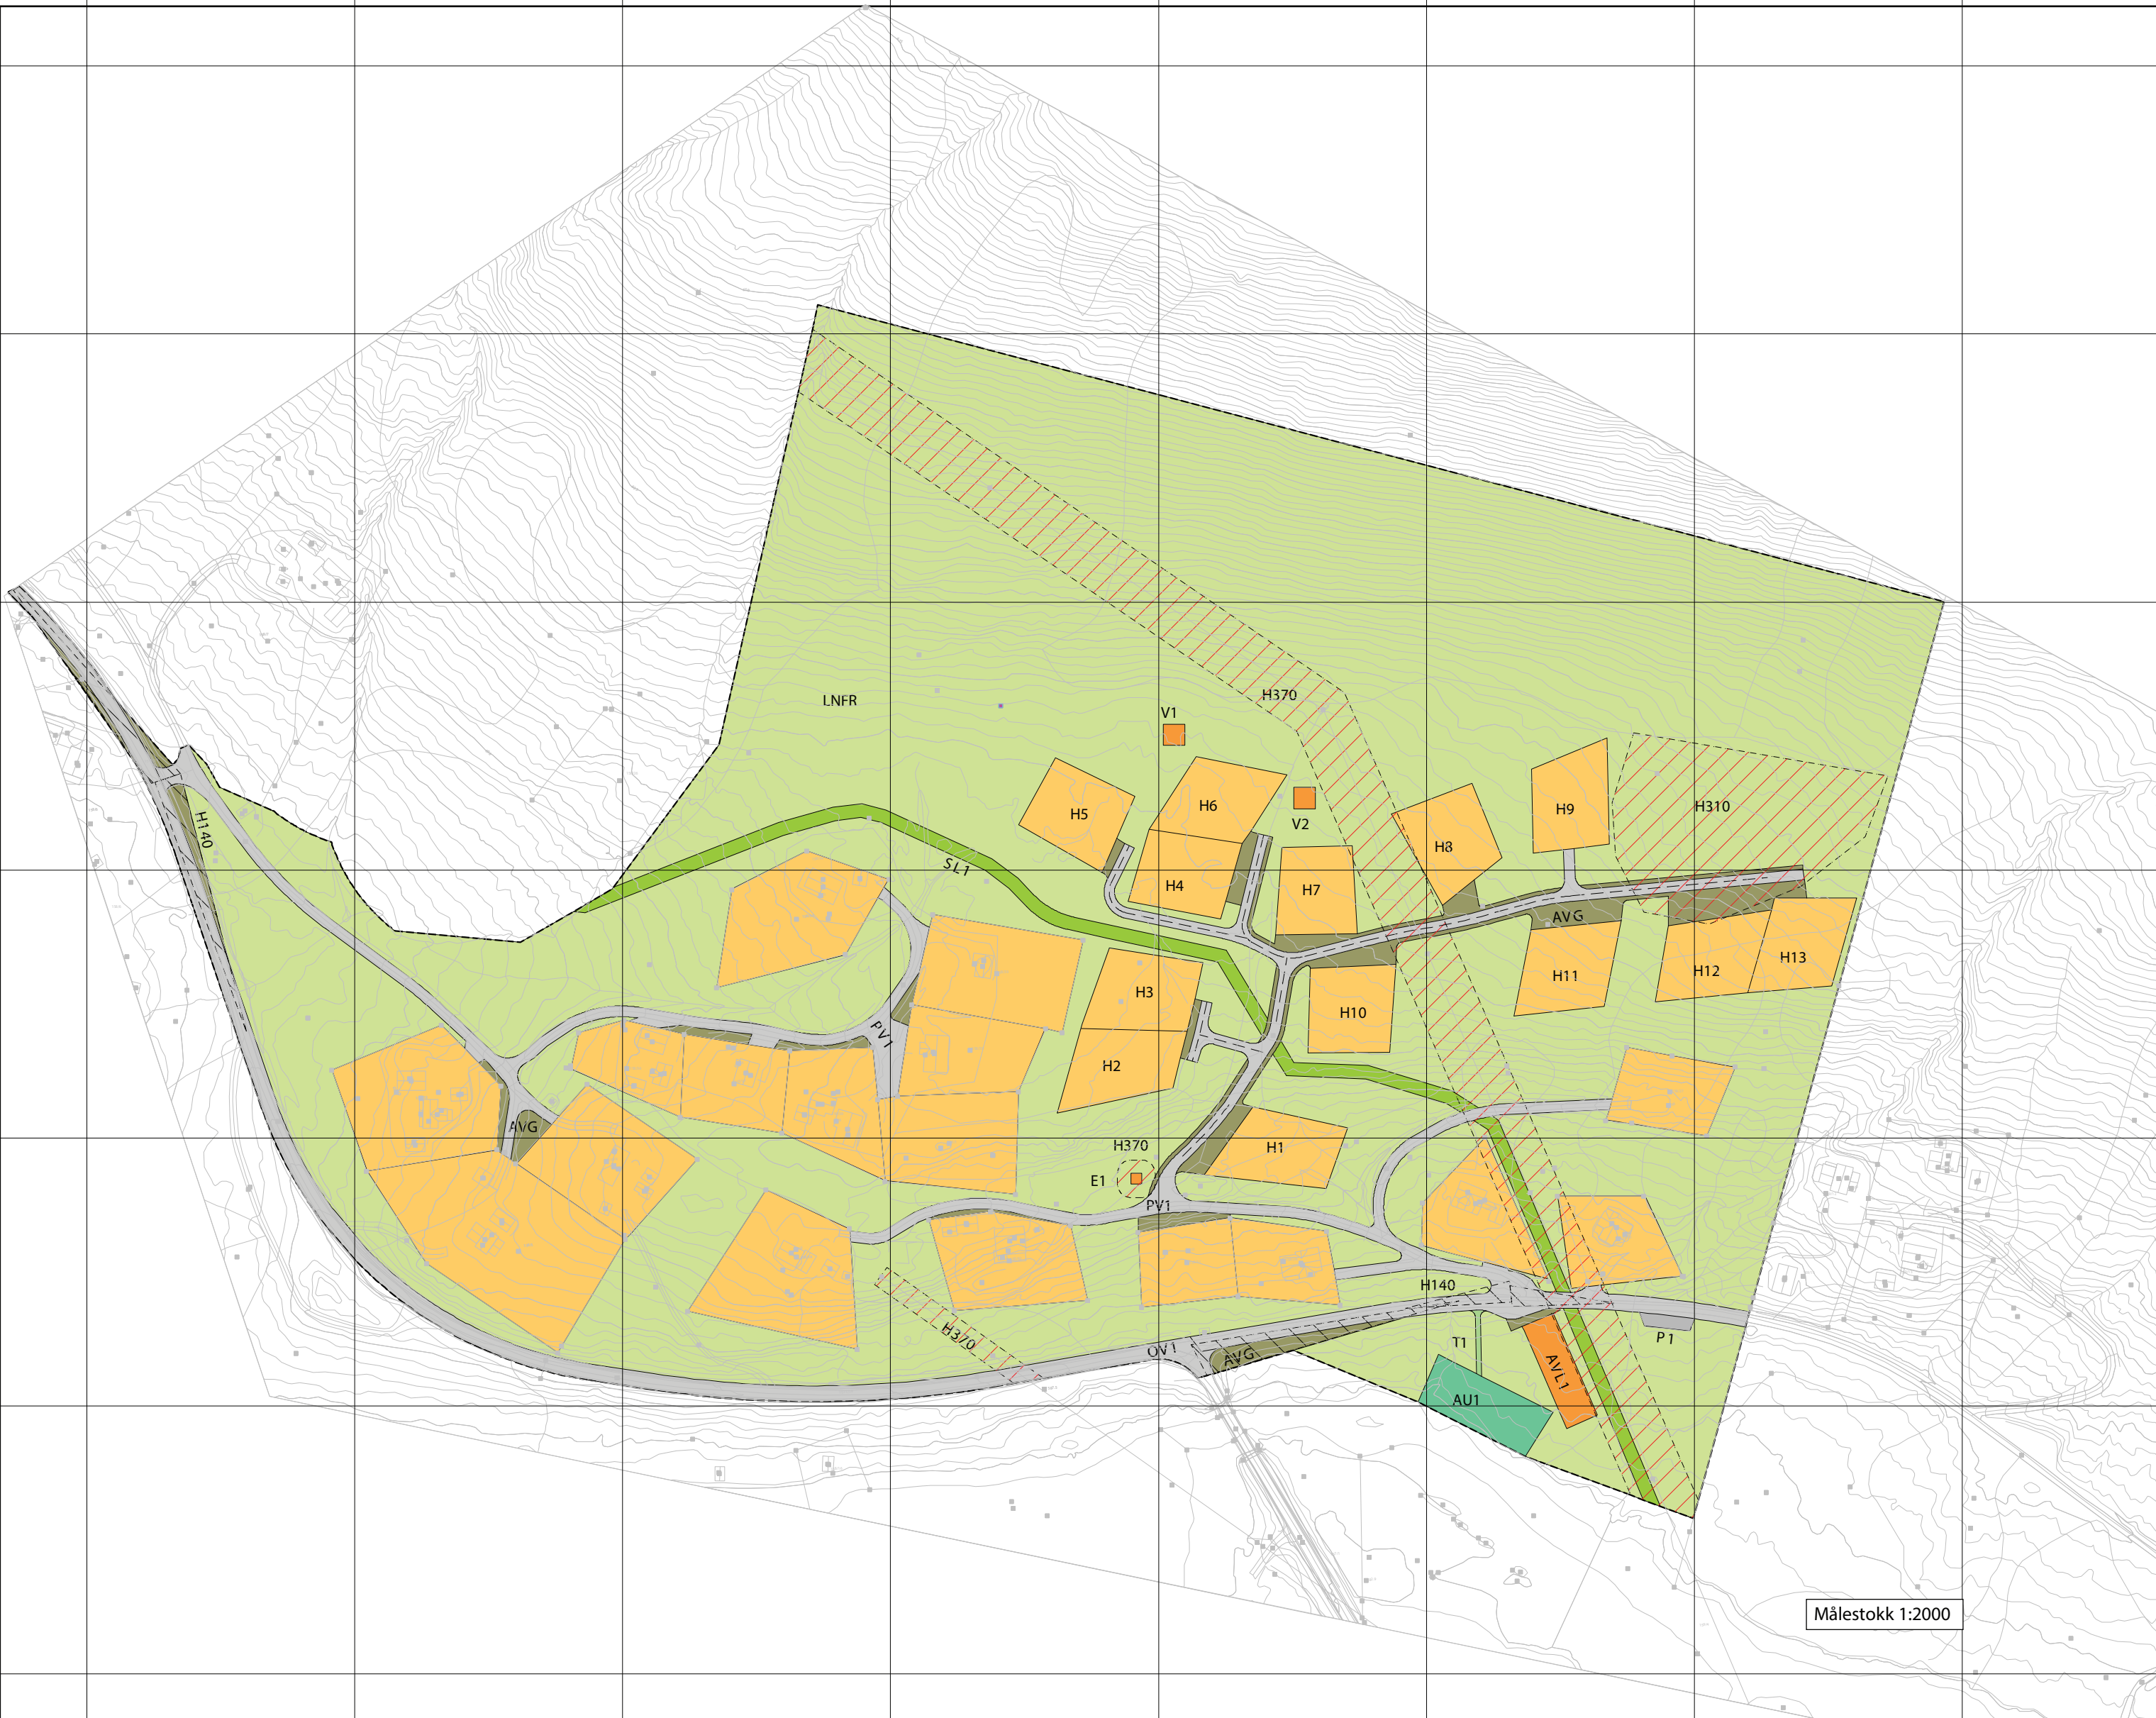 LNFR
H370
V1
H140
H5
H6
V2
H310
H9
H8
SL1
H4
H7
AVG
H3
H10
H11
H12
H13
PV1
H2
AVG
H370
H1
E1
PV1
H140
H370
OV1
AVG
T1
P1
AVL1
AU1
Målestokk 1:2000